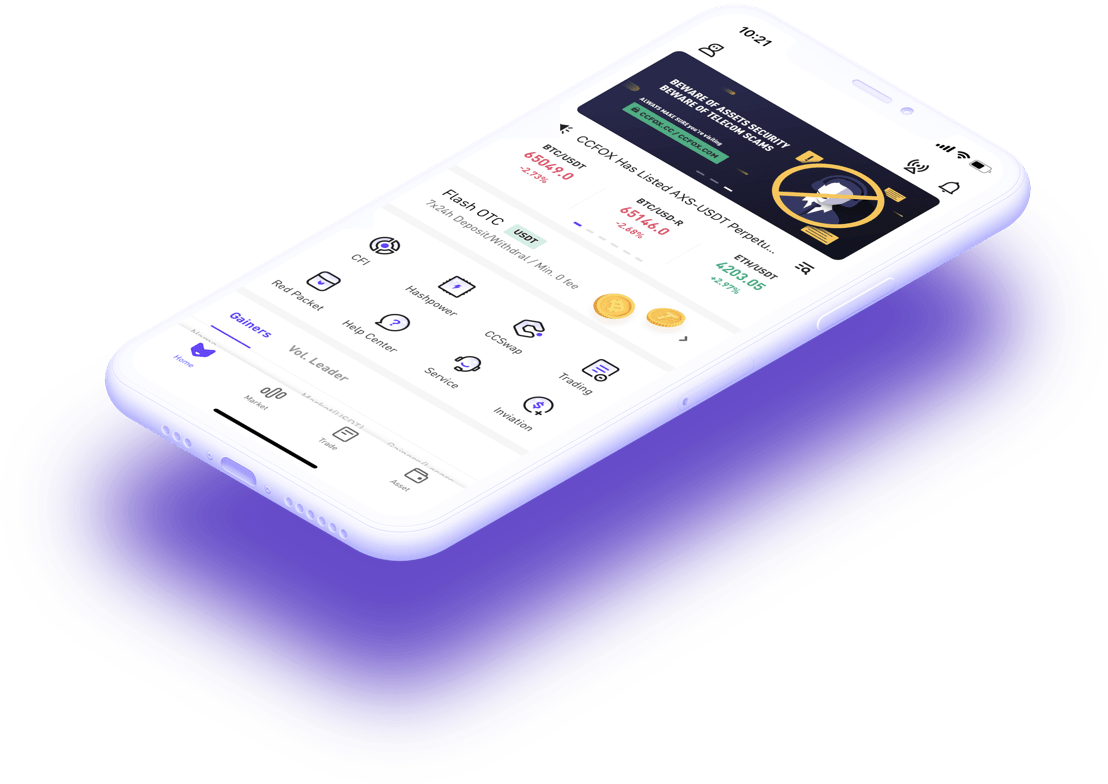 10:21
BEWARE OF ASSETS SECURITY
BEWARE OF TELECOM SCAMS
ALWAYS MAKE SURE you're visiting
CCFOX.CC / CCFOX.COM
CCFOX Has Listed AXS-USDT Perpetu...
BTC/USDT
65049.0
-2.73%
BTC/USD-R
65146.0
-2.68%
ETH/USDT
4203.05
+2.97%
Flash OTC USDT
7x24h Deposit/Withdral / Min. 0 fee
CFI
Hashpower
CCSwap
Trading
Red Packet
Help Center
Service
Inviation
Gainers
Vol. Leader
Home
Market
Trade
Asset